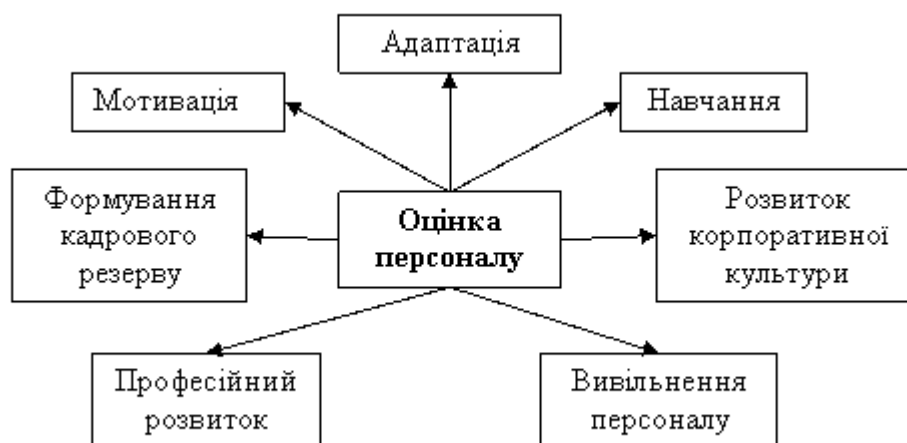 Адаптація
Мотивація
Навчання
Формування
кадрового
резерву
Оцінка
персоналу
Розвиток
корпоративної
культури
Професійний
розвиток
Вивільнення
персоналу